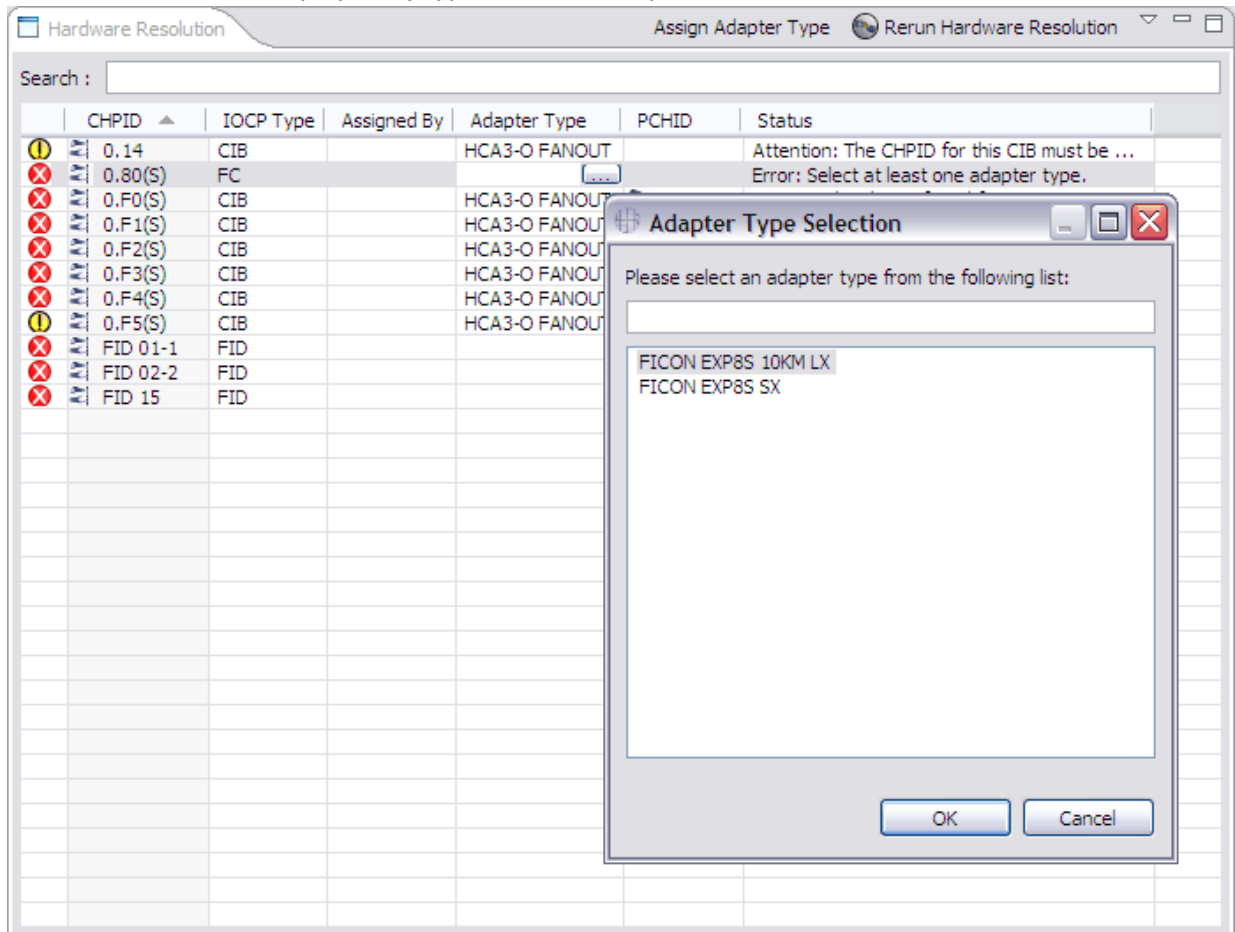 Hardware Resolution Assign Adapter Type Rerun Hardware Resolution
Search :
CHPID IOCP Type Assigned By Adapter Type PCHID Status
0.14 CIB HCA3-O FANOUT Attention: The CHPID for this CIB must be ...
0.80(S) FC ... Error: Select at least one adapter type.
0.F0(S) CIB HCA3-O FANOUT
0.F1(S) CIB HCA3-O FANOU
0.F2(S) CIB HCA3-O FANOU
0.F3(S) CIB HCA3-O FANOU
0.F4(S) CIB HCA3-O FANOU
0.F5(S) CIB HCA3-O FANOU
FID 01-1 FID
FID 02-2 FID
FID 15 FID
Adapter Type Selection
Please select an adapter type from the following list:
FICON EXP8S 10KM LX
FICON EXP8S SX
OK Cancel